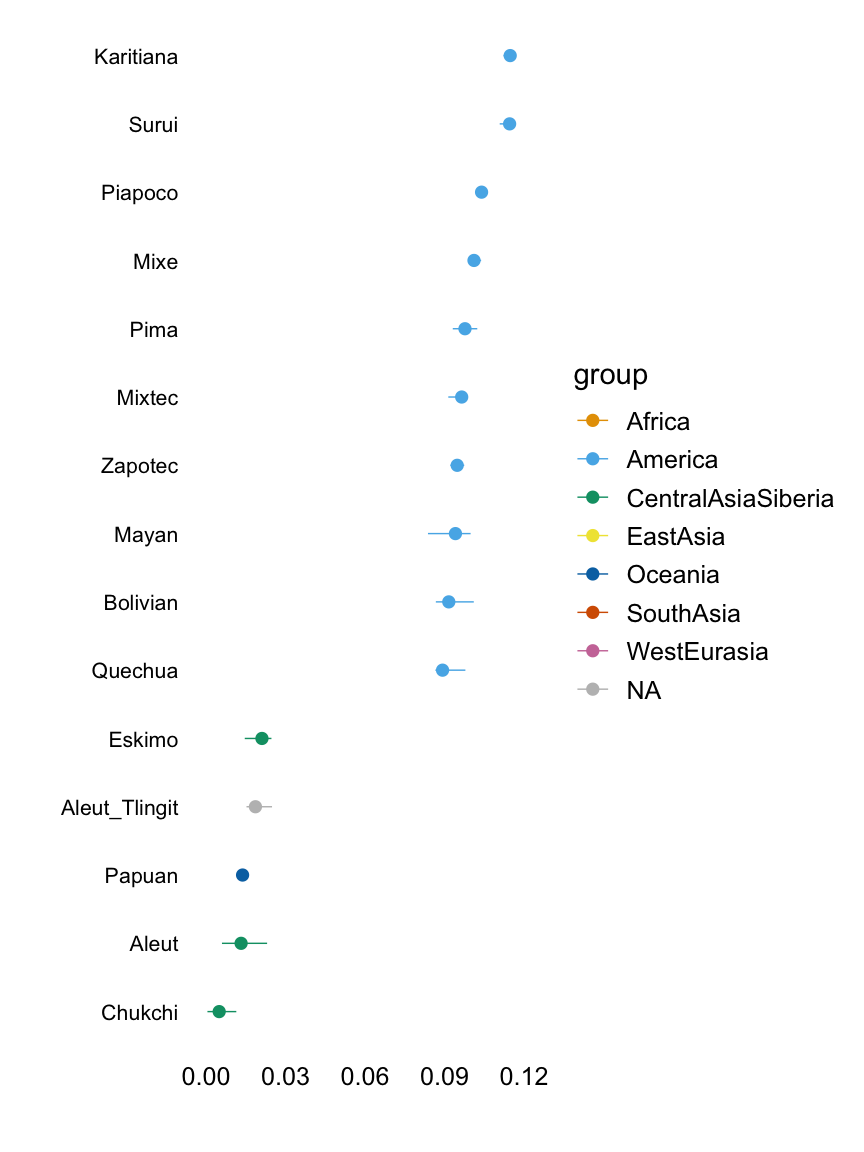 Karitiana
Surui
Piapoco
Mixe
Pima
Mixtec
Zapotec
Mayan
Bolivian
Quechua
Eskimo
Aleut_Tlingit
Papuan
Aleut
Chukchi
0.00 0.03 0.06 0.09 0.12
group
Africa
America
CentralAsiaSiberia
EastAsia
Oceania
SouthAsia
WestEurasia
NA